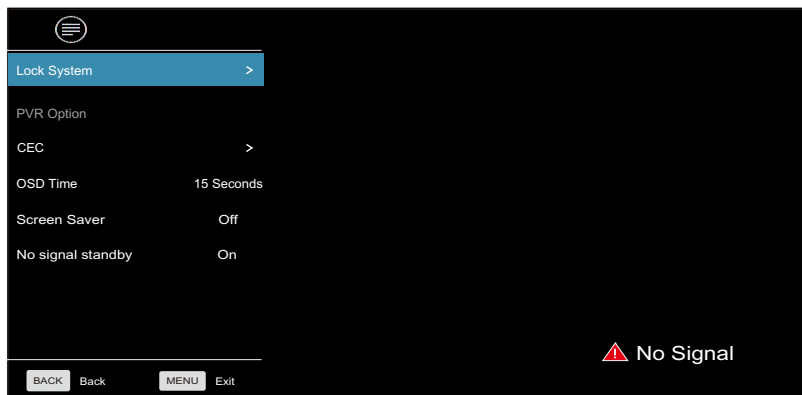 Lock System >
PVR Option
CEC >
OSD Time 15 Seconds
Screen Saver Off
No signal standby On
No Signal
BACK Back MENU Exit